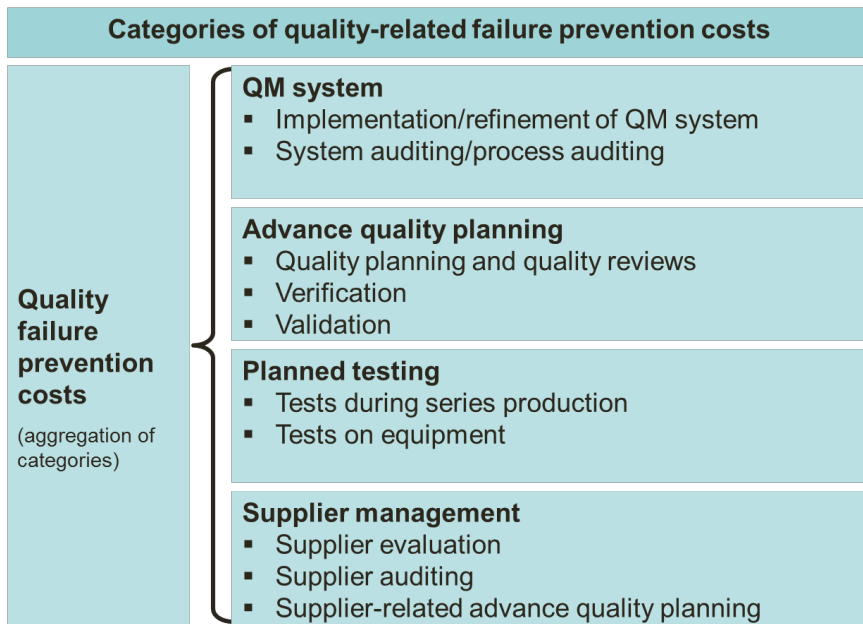 Categories of quality-related failure prevention costs
Quality
failure
prevention
costs
(aggregation of
categories)
QM system
▪ Implementation/refinement of QM system
▪ System auditing/process auditing
Advance quality planning
▪ Quality planning and quality reviews
▪ Verification
▪ Validation
Planned testing
▪ Tests during series production
▪ Tests on equipment
Supplier management
▪ Supplier evaluation
▪ Supplier auditing
▪ Supplier-related advance quality planning